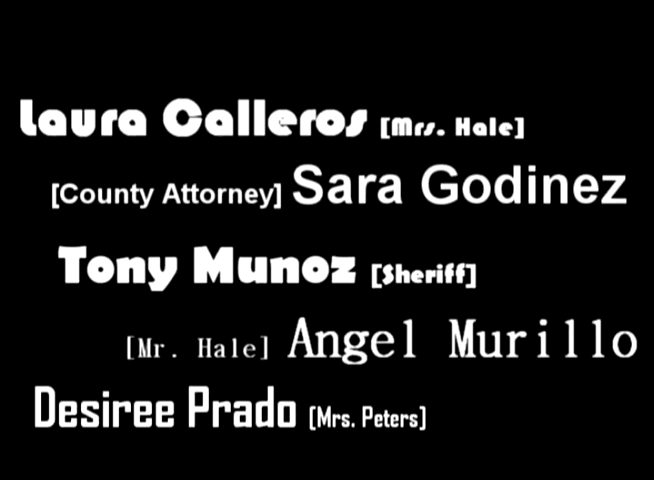 Laura Calleros [Mrs. Hale]
[County Attorney] Sara Godinez
Tony Munoz [Sheriff]
[Mr. Hale] Angel Murillo
Desiree Prado [Mrs. Peters]